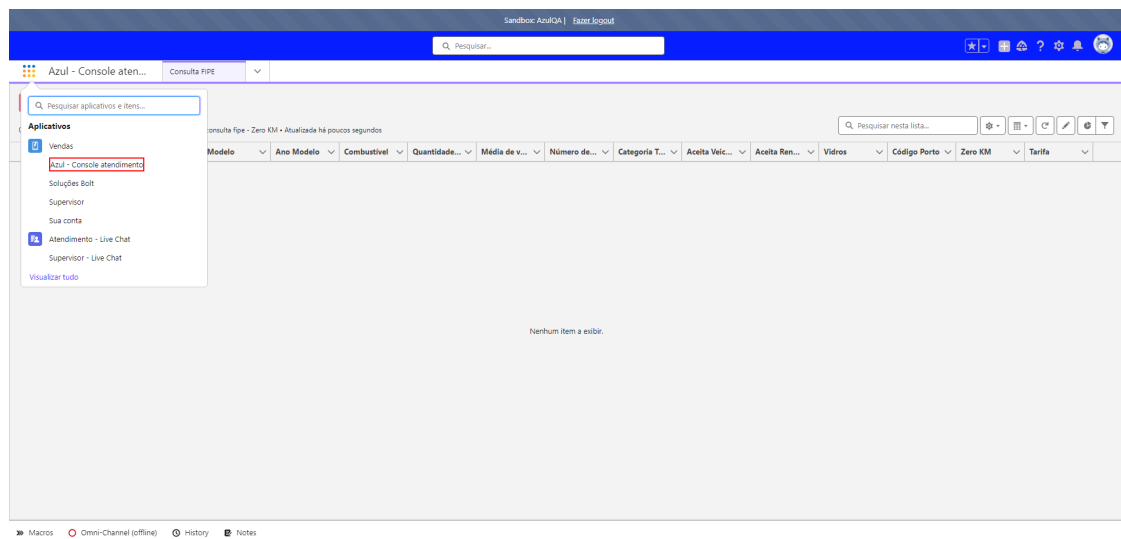 Sandbox: AzulQA | Fazer logout
Pesquisar...
Azul - Console aten... Consulta FIPE
Pesquisar aplicativos e itens...
Aplicativos
Vendas
Azul - Console atendimento
Soluções Bolt
Supervisor
Sua conta
Atendimento - Live Chat
Supervisor - Live Chat
Visualizar tudo
consulta fipe - Zero KM • Atualizada há poucos segundos
Pesquisar nesta lista...
Modelo Ano Modelo Combustível Quantidade... Média de v... Número de... Categoria T... Aceita Veíc... Aceita Ren... Vidros Código Porto Zero KM Tarifa
Nenhum item a exibir.
Macros Omni-Channel (offline) History Notes